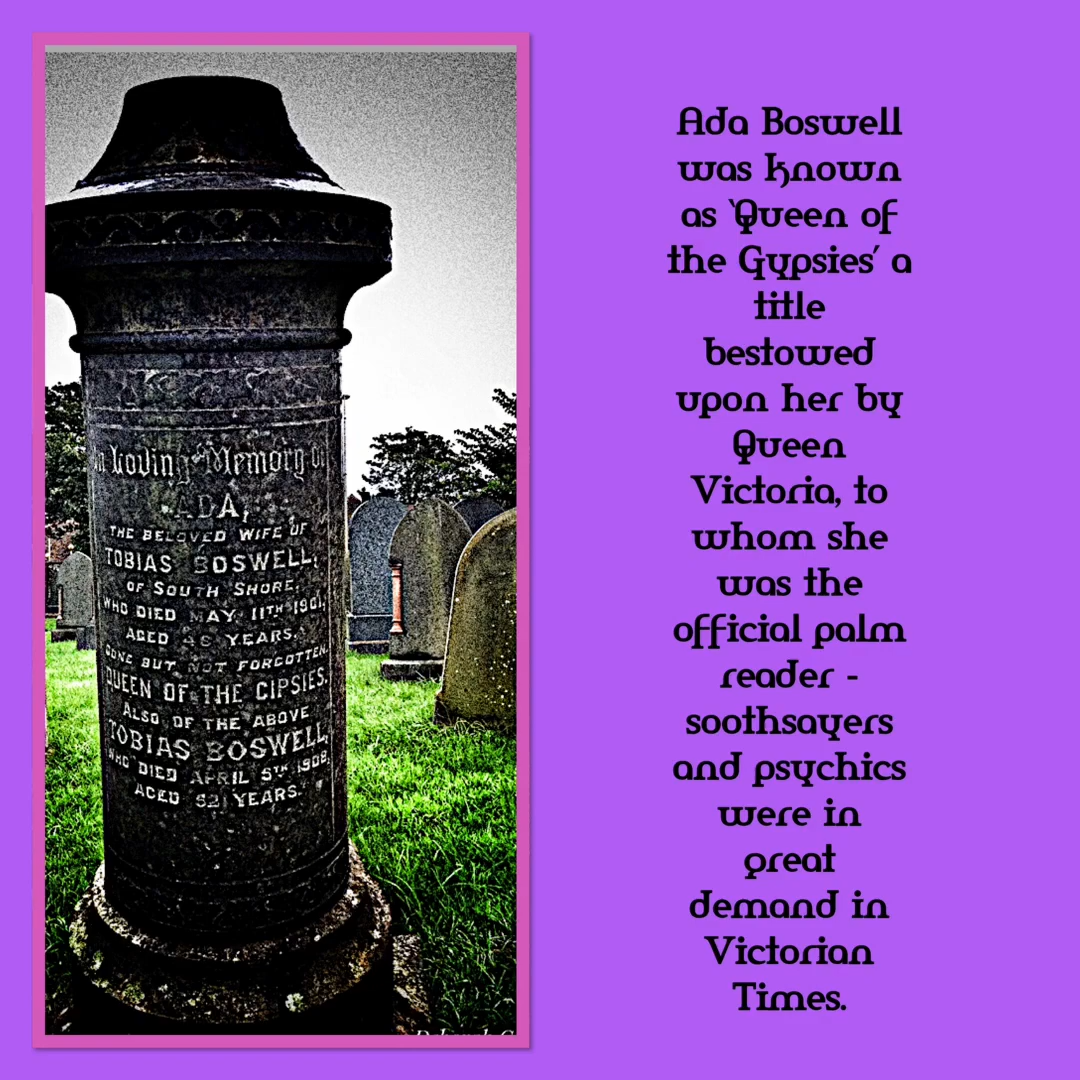 In Loving Memory of
ADA,
THE BELOVED WIFE OF
TOBIAS BOSWELL,
OF SOUTH SHORE,
WHO DIED MAY 11TH 1901,
AGED 46 YEARS.
GONE BUT NOT FORGOTTEN.
QUEEN OF THE GIPSIES.
ALSO OF THE ABOVE
TOBIAS BOSWELL,
WHO DIED APRIL 5TH 1908,
AGED 52 YEARS.
Ada Boswell
was known
as ‘Queen of
the Gypsies’ a
title
bestowed
upon her by
Queen
Victoria, to
whom she
was the
official palm
reader -
soothsayers
and psychics
were in
great
demand in
Victorian
Times.